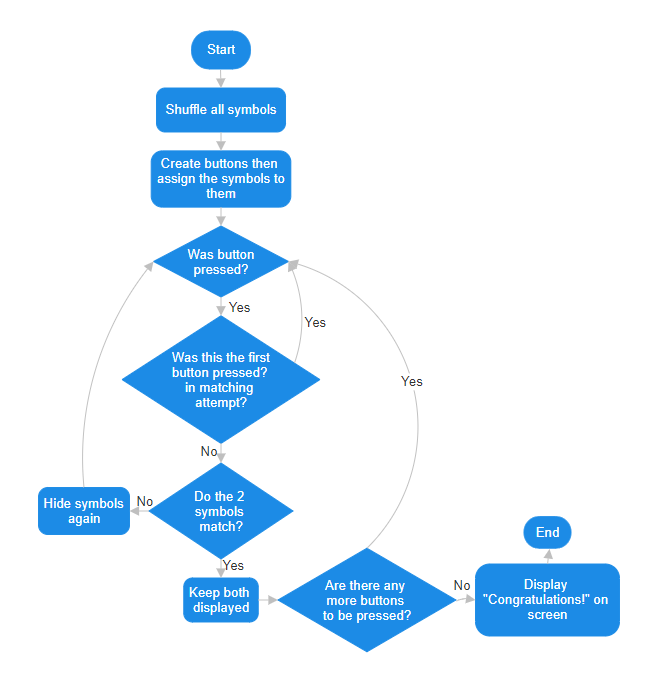 Start
Shuffle all symbols
Create buttons then
assign the symbols to
them
Was button
pressed?
Yes
Was this the first
button pressed?
in matching
attempt?
Yes
Yes
No
Do the 2
symbols
match?
No
Hide symbols
again
Yes
Keep both
displayed
Are there any
more buttons
to be pressed?
No
Display
"Congratulations!" on
screen
End